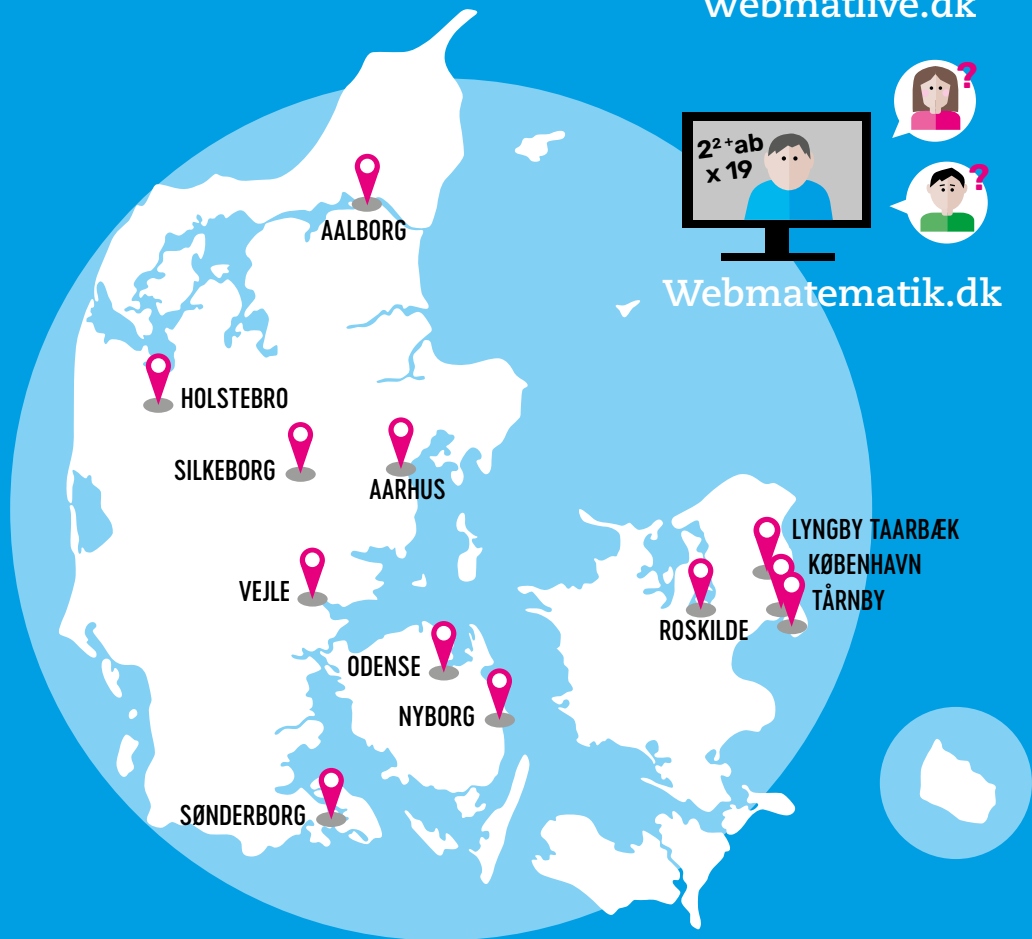 webmatlive.dk
?
2²⁺ab
x 19
?
Webmatematik.dk
AALBORG
HOLSTEBRO
SILKEBORG
AARHUS
LYNGBY TAARBÆK
KØBENHAVN
TÅRNBY
VEJLE
ROSKILDE
ODENSE
NYBORG
SØNDERBORG